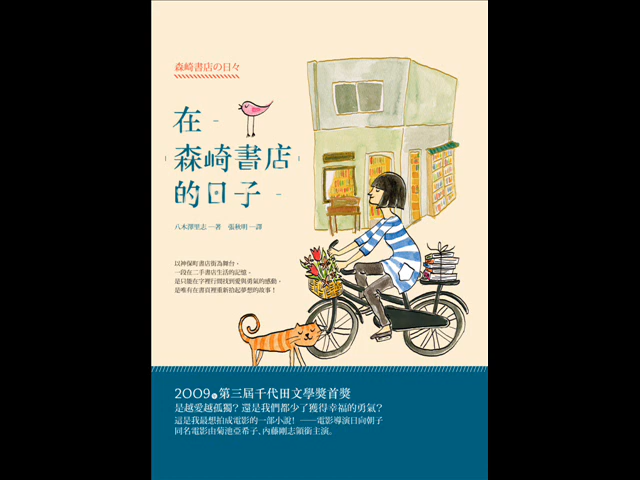 森崎書店の日々
在
森崎書店
的日子
八木澤里志一著 張秋明一譯
以神保町書店街為舞台,
一段在二手書店生活的記憶,
是只能在字裡行間找到愛與勇氣的感動,
是唯有在書頁裡重新拾起夢想的故事!
2009年第三屆千代田文學獎首獎
是越愛越孤獨?還是我們都少了獲得幸福的勇氣?
這是我最想拍成電影的一部小說!——電影導演日向朝子
同名電影由菊池亞希子、內藤剛志領銜主演。